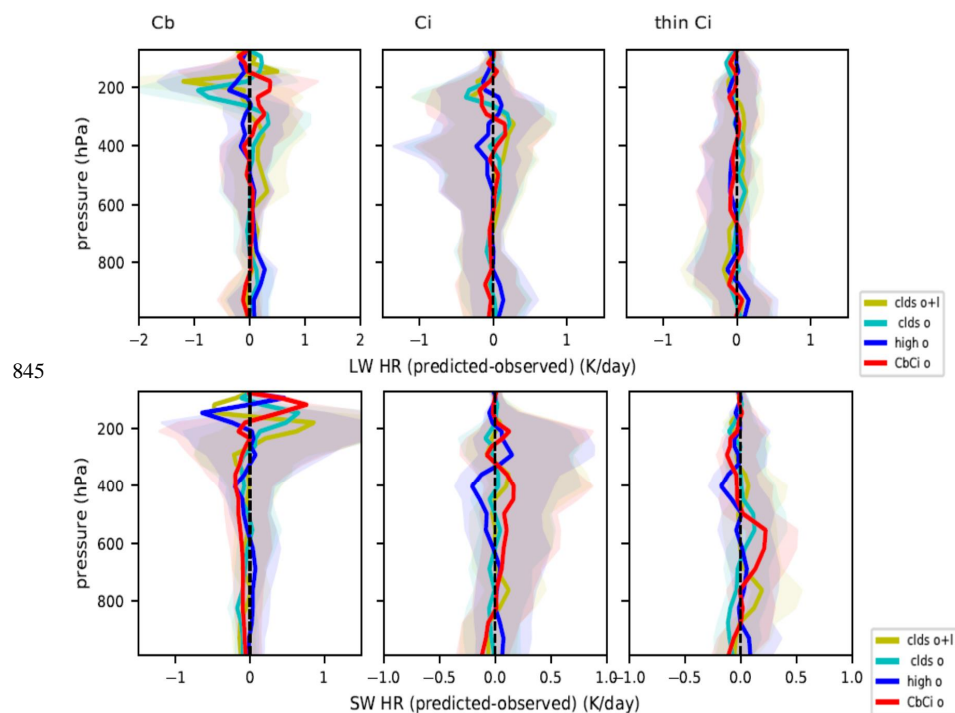 Cb Ci thin Ci
200
400
600
800
pressure (hPa)
−2 −1 0 1 2
−1 0 1
−1 0 1
LW HR (predicted-observed) (K/day)
clds o+l
clds o
high o
CbCi o
845
200
400
600
800
pressure (hPa)
−1 0 1
−1.0 −0.5 0.0 0.5 1.0
−1.0 −0.5 0.0 0.5 1.0
SW HR (predicted-observed) (K/day)
clds o+l
clds o
high o
CbCi o